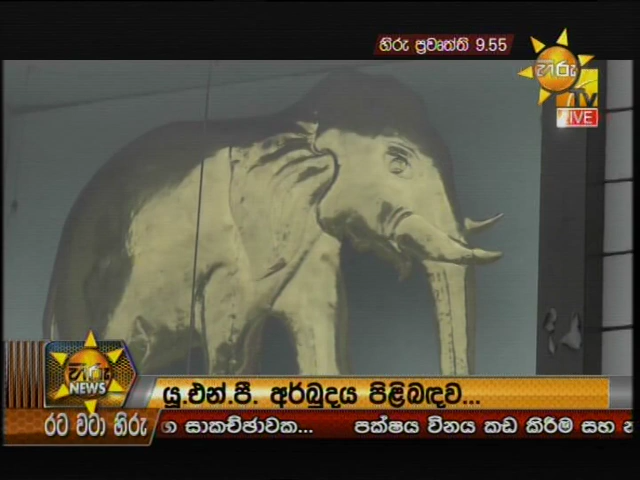 හිරු ප්‍රවෘත්ති 9.55
හිරු
TV
LIVE
හිරු
NEWS
යූ.එන්.පී. අර්බුදය පිළිබඳව...
රට වටා හිරු
සාකච්ඡාවක... පක්ෂය විනය කඩ කිරීම සහ